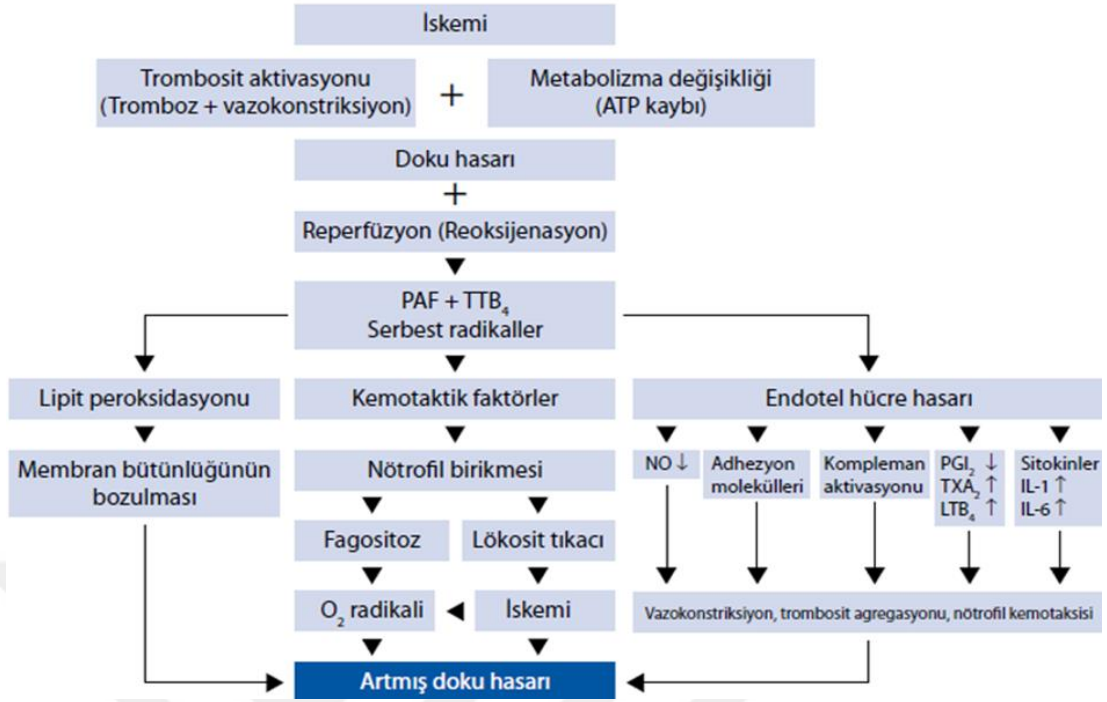 İskemi
Trombosit aktivasyonu
(Tromboz + vazokonstriksiyon)
+
Metabolizma değişikliği
(ATP kaybı)
Doku hasarı
+
Reperfüzyon (Reoksijenasyon)
PAF + TTB₄
Serbest radikaller
Lipit peroksidasyonu
Kemotaktik faktörler
Endotel hücre hasarı
Membran bütünlüğünün
bozulması
Nötrofil birikmesi
NO ↓
Adhezyon
molekülleri
Kompleman
aktivasyonu
PGI₂ ↓
TXA₂ ↑
LTB₄ ↑
Sitokinler
IL-1 ↑
IL-6 ↑
Fagositoz
Lökosit tıkacı
O₂ radikali
İskemi
Vazokonstriksiyon, trombosit agregasyonu, nötrofil kemotaksisi
Artmış doku hasarı